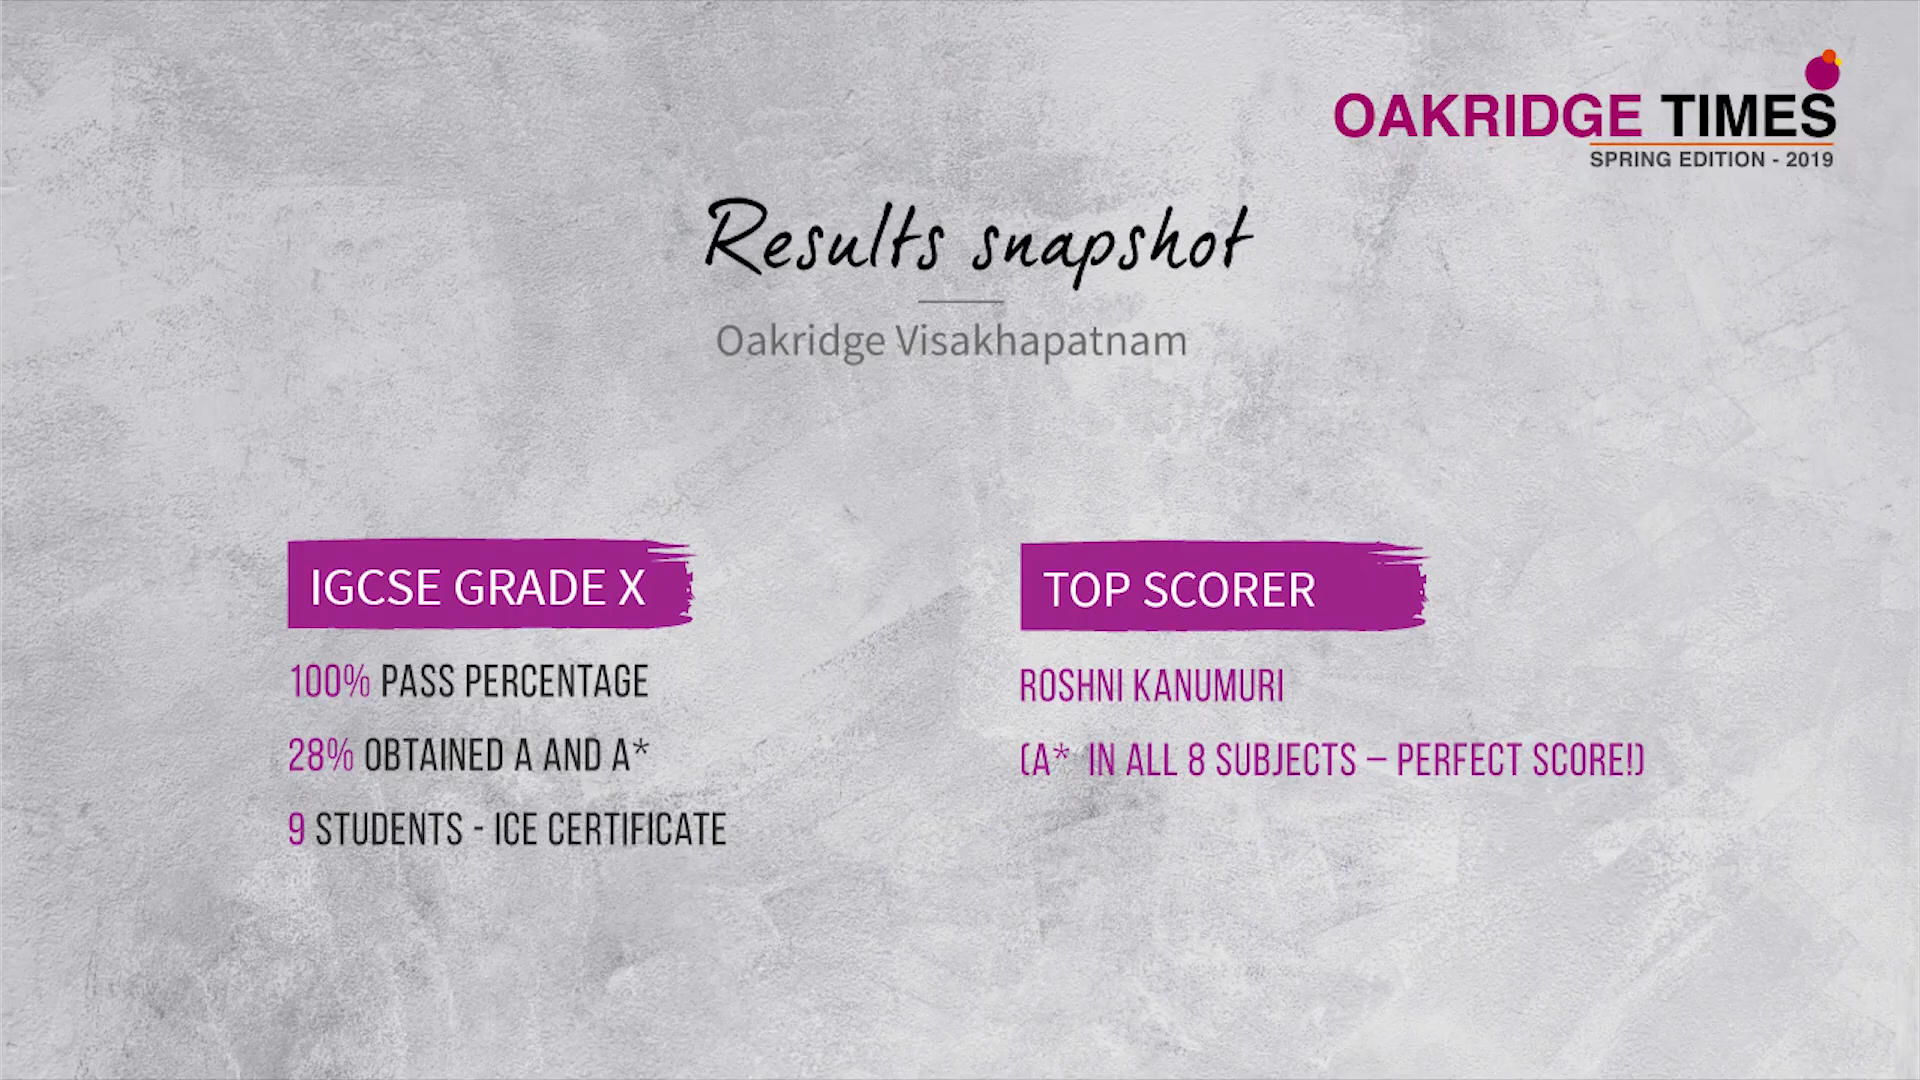 OAKRIDGE TIMES
SPRING EDITION - 2019
Results snapshot
Oakridge Visakhapatnam
IGCSE GRADE X
100% PASS PERCENTAGE
28% OBTAINED A AND A*
9 STUDENTS - ICE CERTIFICATE
TOP SCORER
ROSHNI KANUMURI
(A* IN ALL 8 SUBJECTS – PERFECT SCORE!)